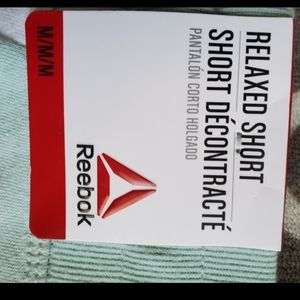 RELAXED SHORT
SHORT DÉCONTRACTÉ
PANTALÓN CORTO HOLGADO
Reebok
M/M/M